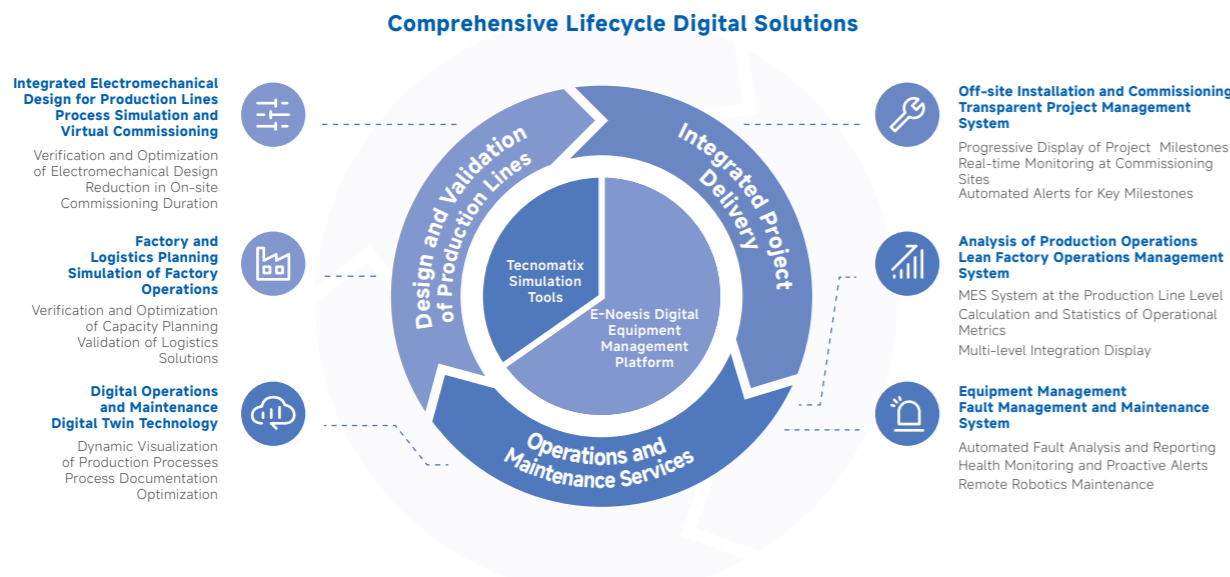 Comprehensive Lifecycle Digital Solutions
Integrated Electromechanical
Design for Production Lines
Process Simulation and
Virtual Commissioning
Verification and Optimization
of Electromechanical Design
Reduction in On-site
Commissioning Duration
Factory and
Logistics Planning
Simulation of Factory
Operations
Verification and Optimization
of Capacity Planning
Validation of Logistics
Solutions
Digital Operations
and Maintenance
Digital Twin Technology
Dynamic Visualization
of Production Processes
Process Documentation
Optimization
Design and Validation
of Production Lines
Integrated Project
Delivery
Operations and
Maintenance Services
Tecnomatix
Simulation
Tools
E-Noesis Digital
Equipment
Management
Platform
Off-site Installation and Commissioning
Transparent Project Management
System
Progressive Display of Project Milestones
Real-time Monitoring at Commissioning
Sites
Automated Alerts for Key Milestones
Analysis of Production Operations
Lean Factory Operations Management
System
MES System at the Production Line Level
Calculation and Statistics of Operational
Metrics
Multi-level Integration Display
Equipment Management
Fault Management and Maintenance
System
Automated Fault Analysis and Reporting
Health Monitoring and Proactive Alerts
Remote Robotics Maintenance